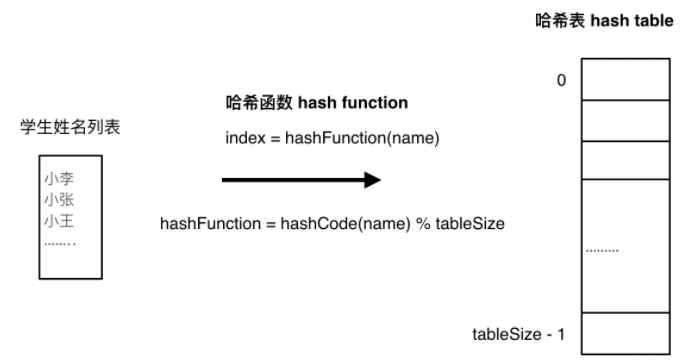 哈希表 hash table
0
哈希函数 hash function
学生姓名列表
index = hashFunction(name)
小李
小张
小王
........
hashFunction = hashCode(name) % tableSize
.........
tableSize - 1